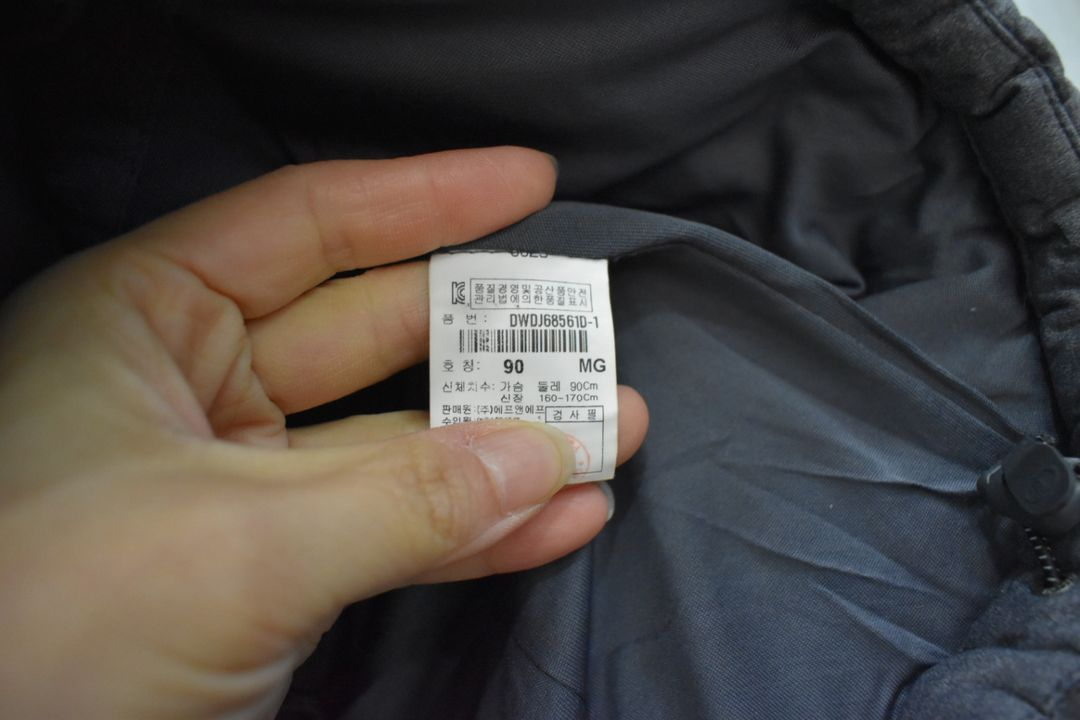 품질경영및공산품안전
관리법에의한품질표시
품 번: DWDJ68561D-1
호 칭: 90 MG
신체치수: 가슴 둘레 90Cm
신장 160-170Cm
판매원: (주)에프앤에프
검사필